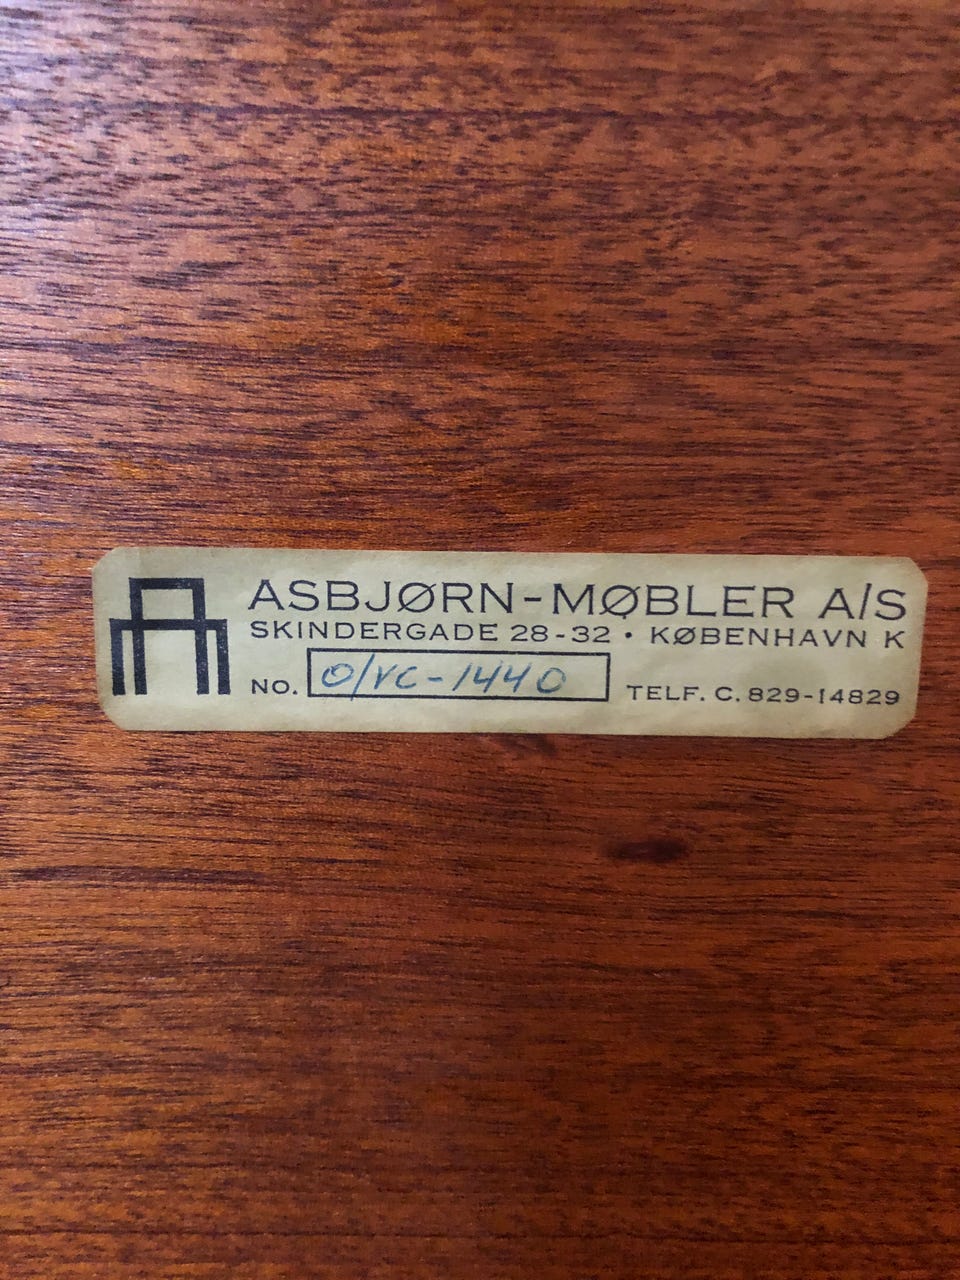 ASBJØRN-MØBLER A/S
SKINDERGADE 28-32 • KØBENHAVN K
NO. O/VC-1440 TELF. C. 829-14829